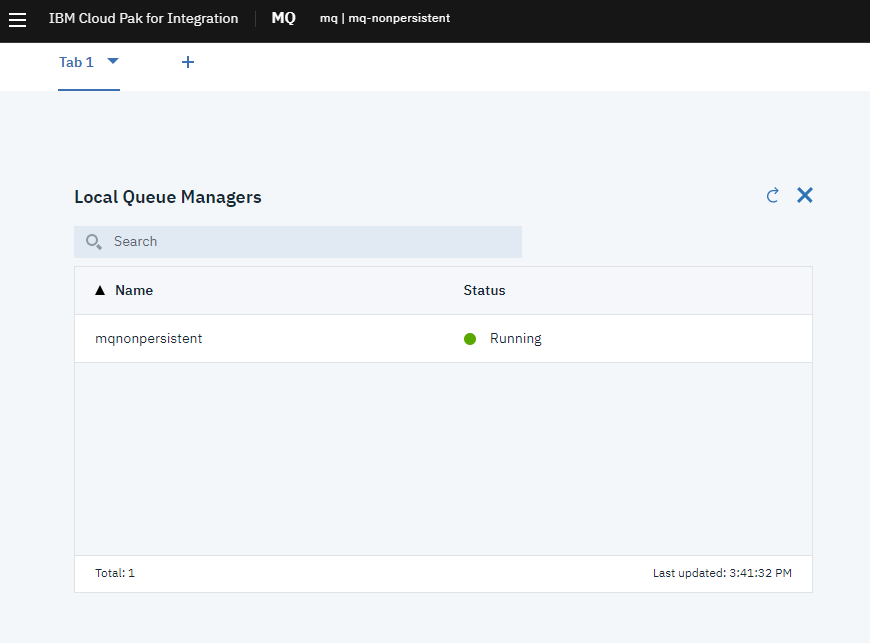 IBM Cloud Pak for Integration MQ mq | mq-nonpersistent
Tab 1
Local Queue Managers
Search
Name Status
mqnonpersistent Running
Total: 1 Last updated: 3:41:32 PM